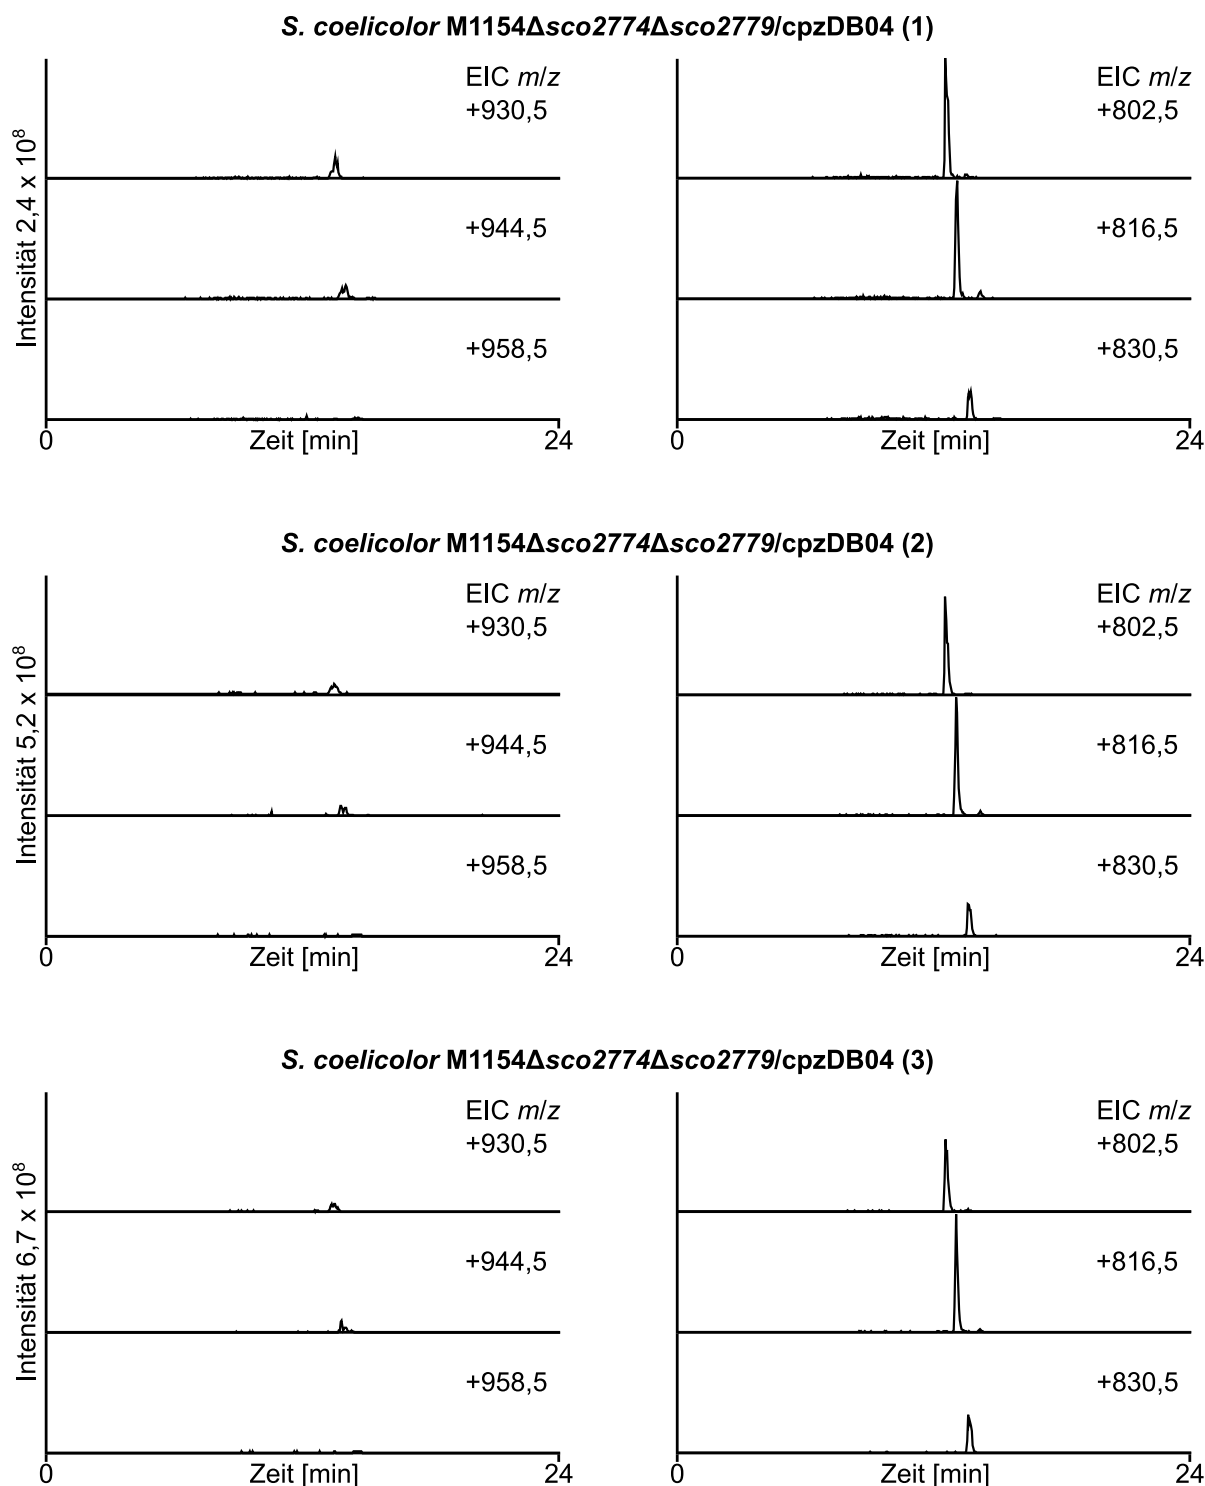 S. coelicolor M1154Δsco2774Δsco2779/cpzDB04 (1)
Intensität 2,4 x 10⁸
EIC m/z
+930,5
+944,5
+958,5
0 Zeit [min] 24
EIC m/z
+802,5
+816,5
+830,5
0 Zeit [min] 24
S. coelicolor M1154Δsco2774Δsco2779/cpzDB04 (2)
Intensität 5,2 x 10⁸
EIC m/z
+930,5
+944,5
+958,5
0 Zeit [min] 24
EIC m/z
+802,5
+816,5
+830,5
0 Zeit [min] 24
S. coelicolor M1154Δsco2774Δsco2779/cpzDB04 (3)
Intensität 6,7 x 10⁸
EIC m/z
+930,5
+944,5
+958,5
0 Zeit [min] 24
EIC m/z
+802,5
+816,5
+830,5
0 Zeit [min] 24